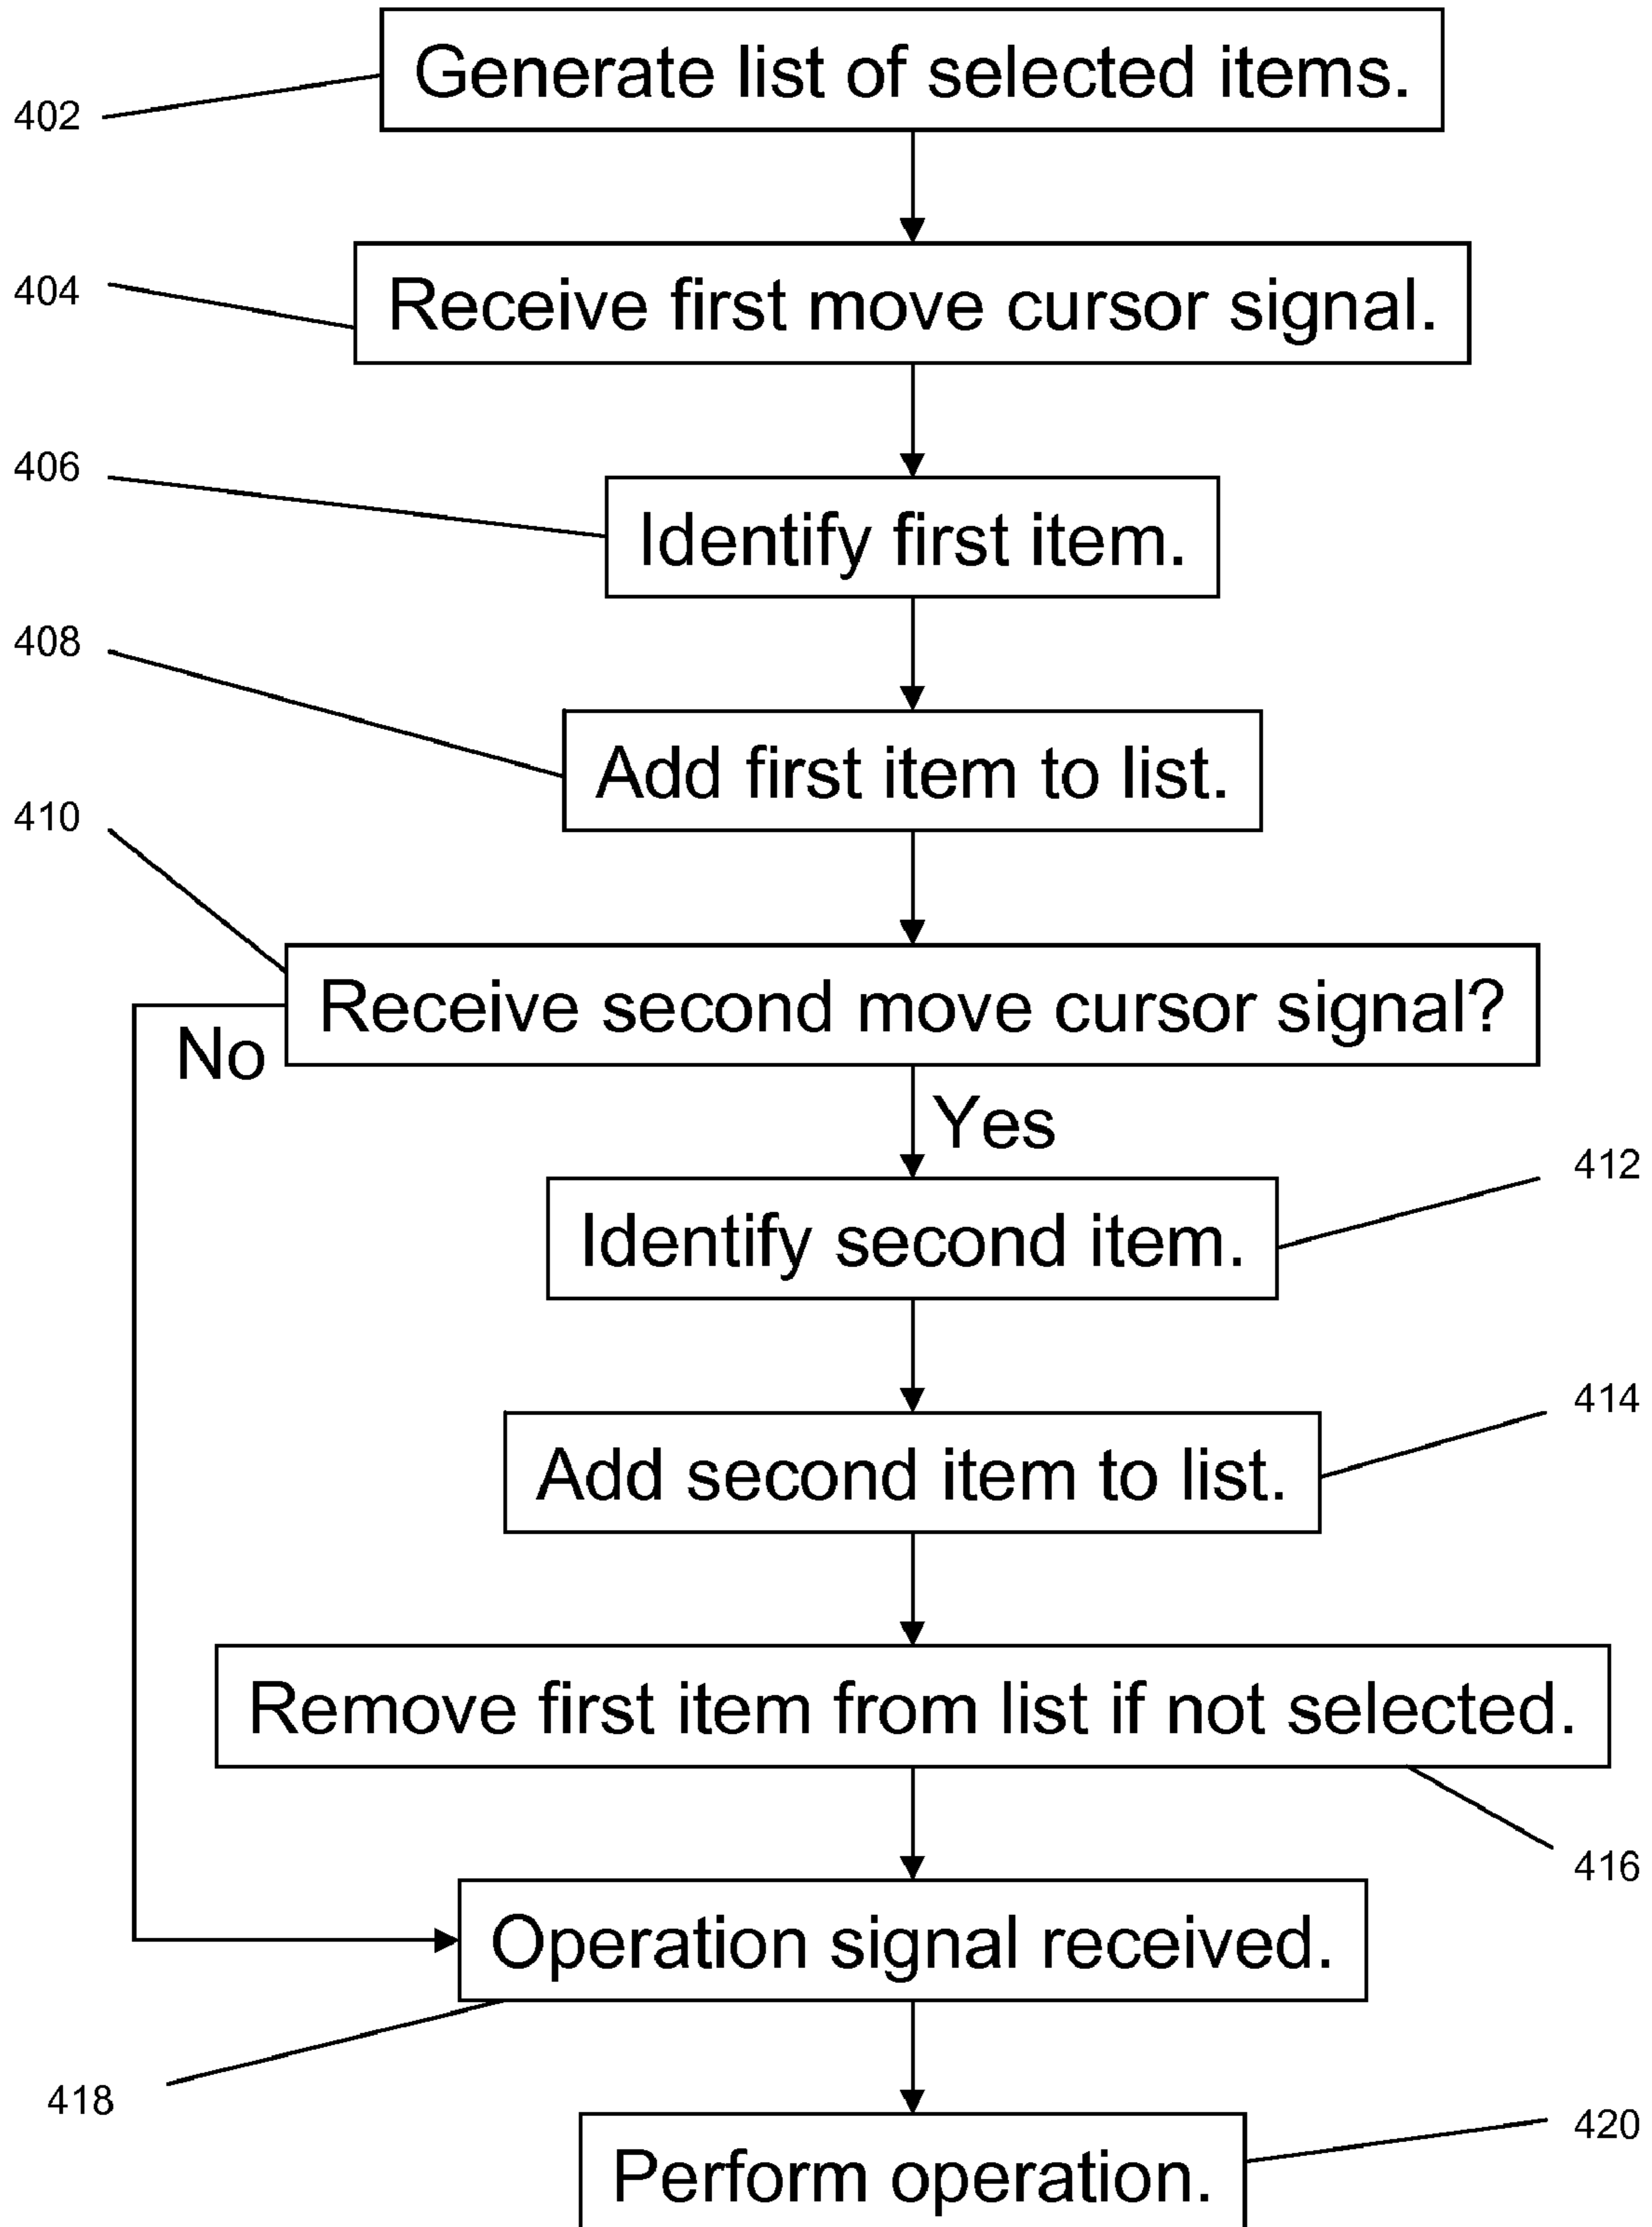 Generate list of selected items.
402
Receive first move cursor signal.
404
406
Identify first item.
408
Add first item to list.
410
Receive second move cursor signal?
No
Yes
412
Identify second item.
414
Add second item to list.
Remove first item from list if not selected.
416
Operation signal received.
418
420
Perform operation.